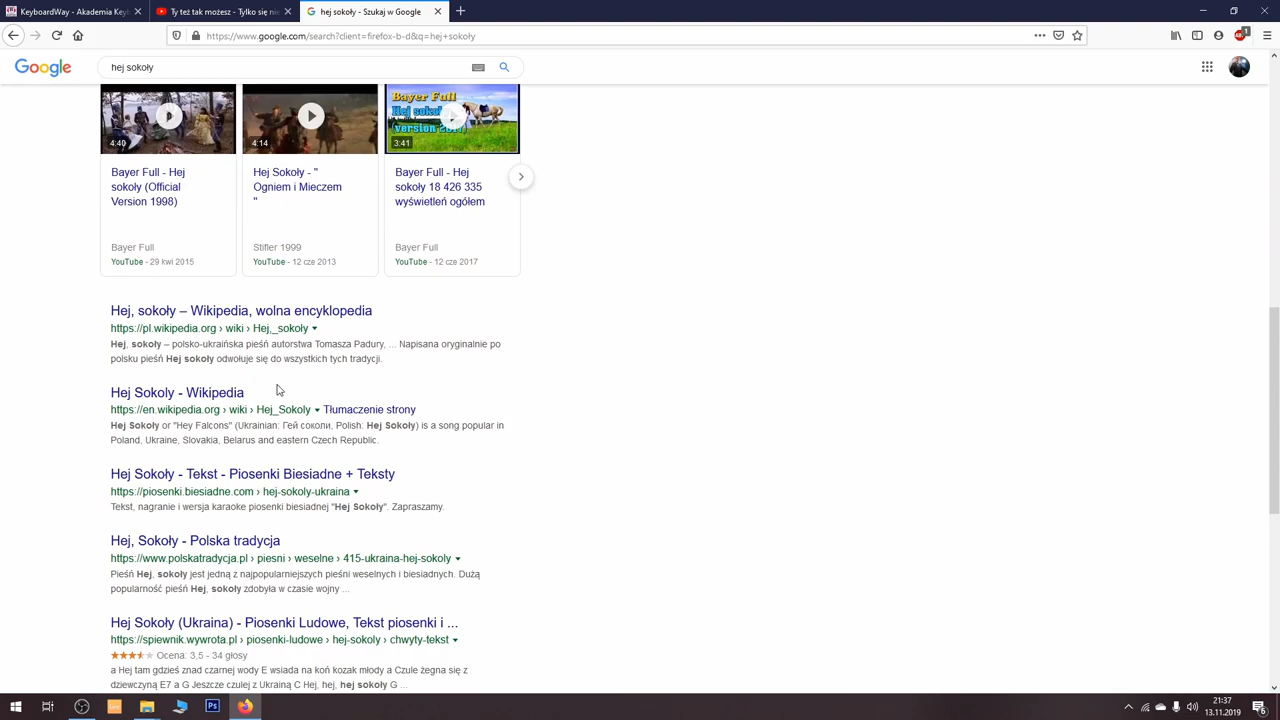 KeyboardWay - Akademia Key
Ty też tak możesz - Tylko się nie
hej sokoły - Szukaj w Google
https://www.google.com/search?client=firefox-b-d&q=hej+sokoły
Google
hej sokoły
Bayer Full
Hej sokoły
4:40
4:14
3:41
Bayer Full - Hej
sokoły (Official
Version 1998)
Hej Sokoły - "
Ogniem i Mieczem
"
Bayer Full - Hej
sokoły 18 426 335
wyświetleń ogółem
Bayer Full
Stifler 1999
Bayer Full
YouTube - 29 kwi 2015
YouTube - 12 cze 2013
YouTube - 12 cze 2017
Hej, sokoły – Wikipedia, wolna encyklopedia
https://pl.wikipedia.org › wiki › Hej,_sokoły
Hej, sokoły – polsko-ukraińska pieśń autorstwa Tomasza Padury, ... Napisana oryginalnie po
polsku pieśń Hej sokoły odwołuje się do wszystkich tych tradycji.
Hej Sokoly - Wikipedia
https://en.wikipedia.org › wiki › Hej_Sokoly Tłumaczenie strony
Hej Sokoły or "Hey Falcons" (Ukrainian: Гей соколи, Polish: Hej Sokoły) is a song popular in
Poland, Ukraine, Slovakia, Belarus and eastern Czech Republic.
Hej Sokoły - Tekst - Piosenki Biesiadne + Teksty
https://piosenki.biesiadne.com › hej-sokoly-ukraina
Tekst, nagranie i wersja karaoke piosenki biesiadnej "Hej Sokoły". Zapraszamy.
Hej, Sokoły - Polska tradycja
https://www.polskatradycja.pl › piesni › weselne › 415-ukraina-hej-sokoly
Pieśń Hej, sokoły jest jedną z najpopularniejszych pieśni weselnych i biesiadnych. Dużą
popularność pieśń Hej, sokoły zdobyła w czasie wojny ...
Hej Sokoły (Ukraina) - Piosenki Ludowe, Tekst piosenki i ...
https://spiewnik.wywrota.pl › piosenki-ludowe › hej-sokoly › chwyty-tekst
Ocena: 3,5 - 34 głosy
a Hej tam gdzieś znad czarnej wody E wsiada na koń kozak młody a Czule żegna się z
dziewczyną E7 a G Jeszcze czulej z Ukrainą C Hej, hej, hej sokoły G ...
Ps
21:37
13.11.2019